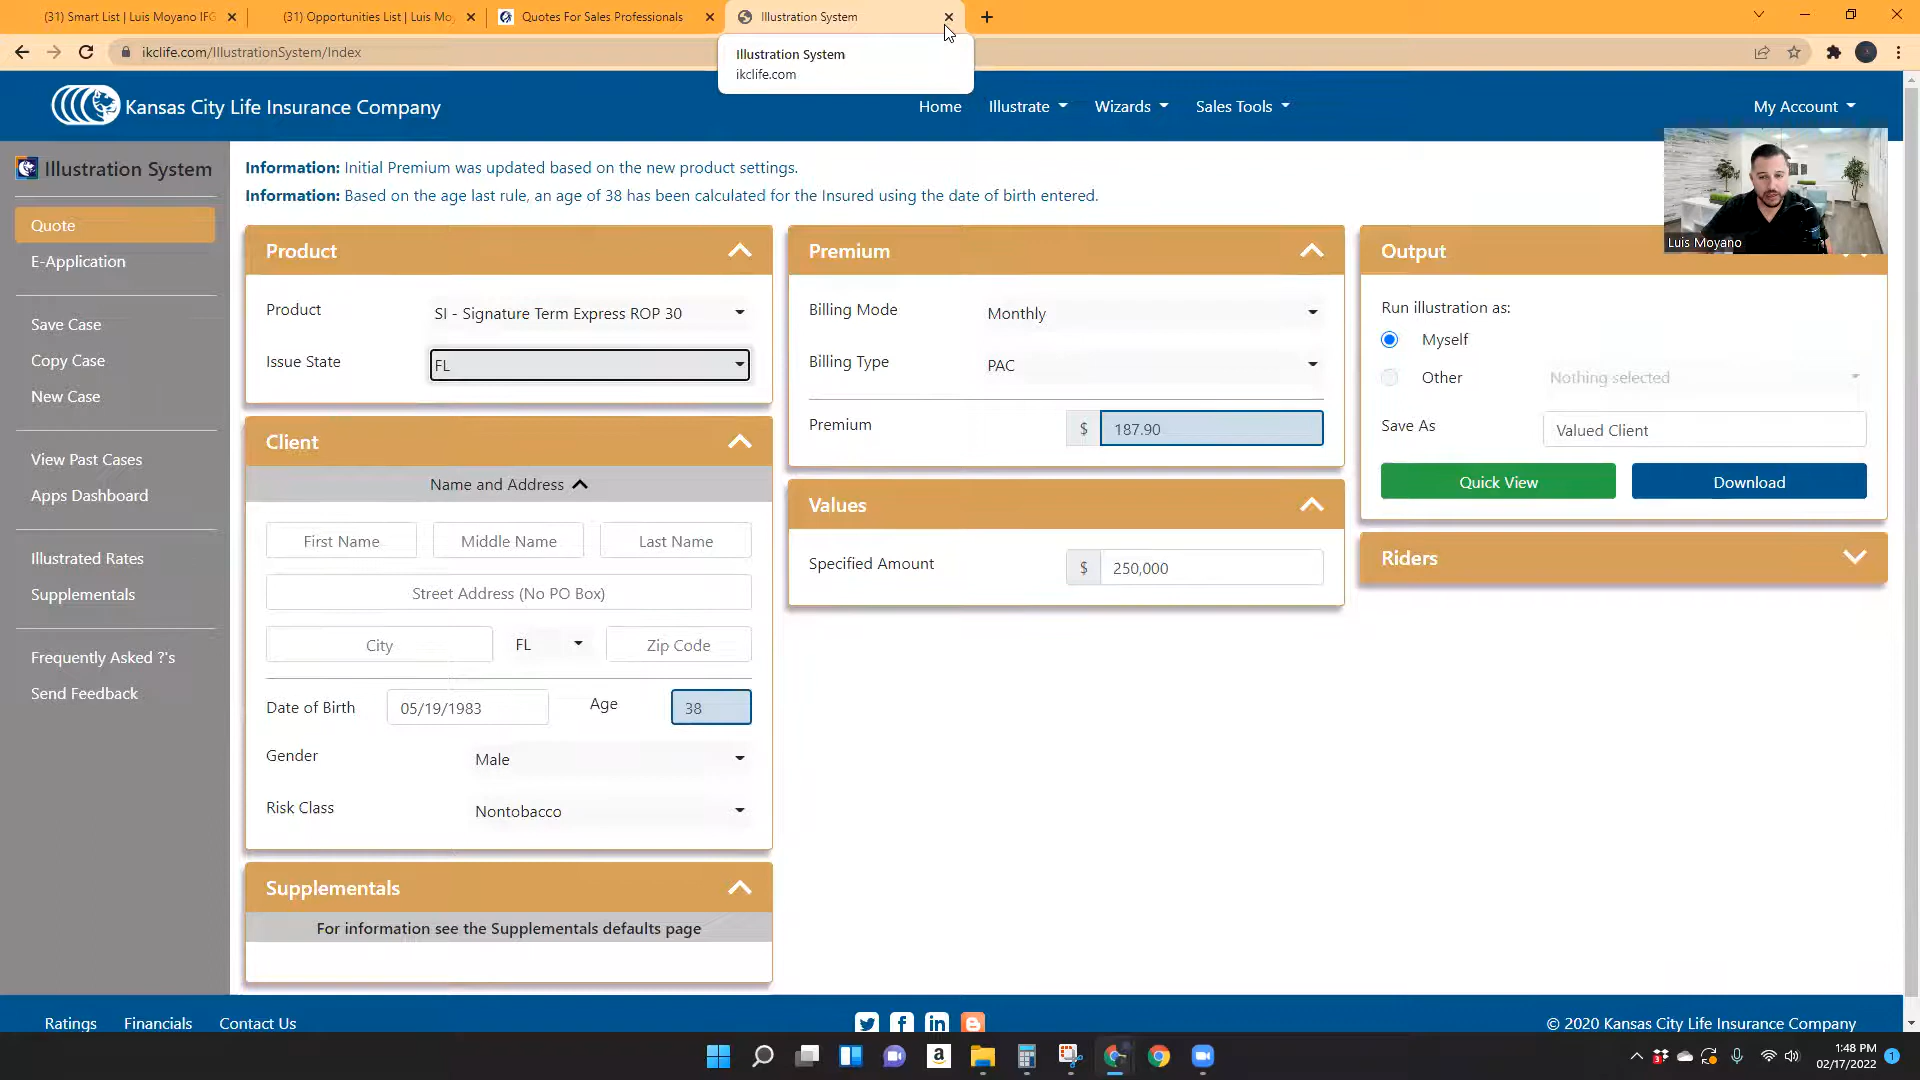 (31) Smart List | Luis Moyano IFG
(31) Opportunities List | Luis Mo
Quotes For Sales Professionals
Illustration System
ikclife.com/IllustrationSystem/Index
Illustration System
ikclife.com
Kansas City Life Insurance Company
Home
Illustrate
Wizards
Sales Tools
My Account
Illustration System
Quote
E-Application
Save Case
Copy Case
New Case
View Past Cases
Apps Dashboard
Illustrated Rates
Supplementals
Frequently Asked ?'s
Send Feedback
Information: Initial Premium was updated based on the new product settings.
Information: Based on the age last rule, an age of 38 has been calculated for the Insured using the date of birth entered.
Product
Product
SI - Signature Term Express ROP 30
Issue State
FL
Client
Name and Address
First Name
Middle Name
Last Name
Street Address (No PO Box)
City
FL
Zip Code
Date of Birth
05/19/1983
Age
38
Gender
Male
Risk Class
Nontobacco
Supplementals
For information see the Supplementals defaults page
Premium
Billing Mode
Monthly
Billing Type
PAC
Premium
$
187.90
Values
Specified Amount
$
250,000
Luis Moyano
Output
Run illustration as:
Myself
Other
Nothing selected
Save As
Valued Client
Quick View
Download
Riders
Ratings
Financials
Contact Us
© 2020 Kansas City Life Insurance Company
1:48 PM
02/17/2022
1